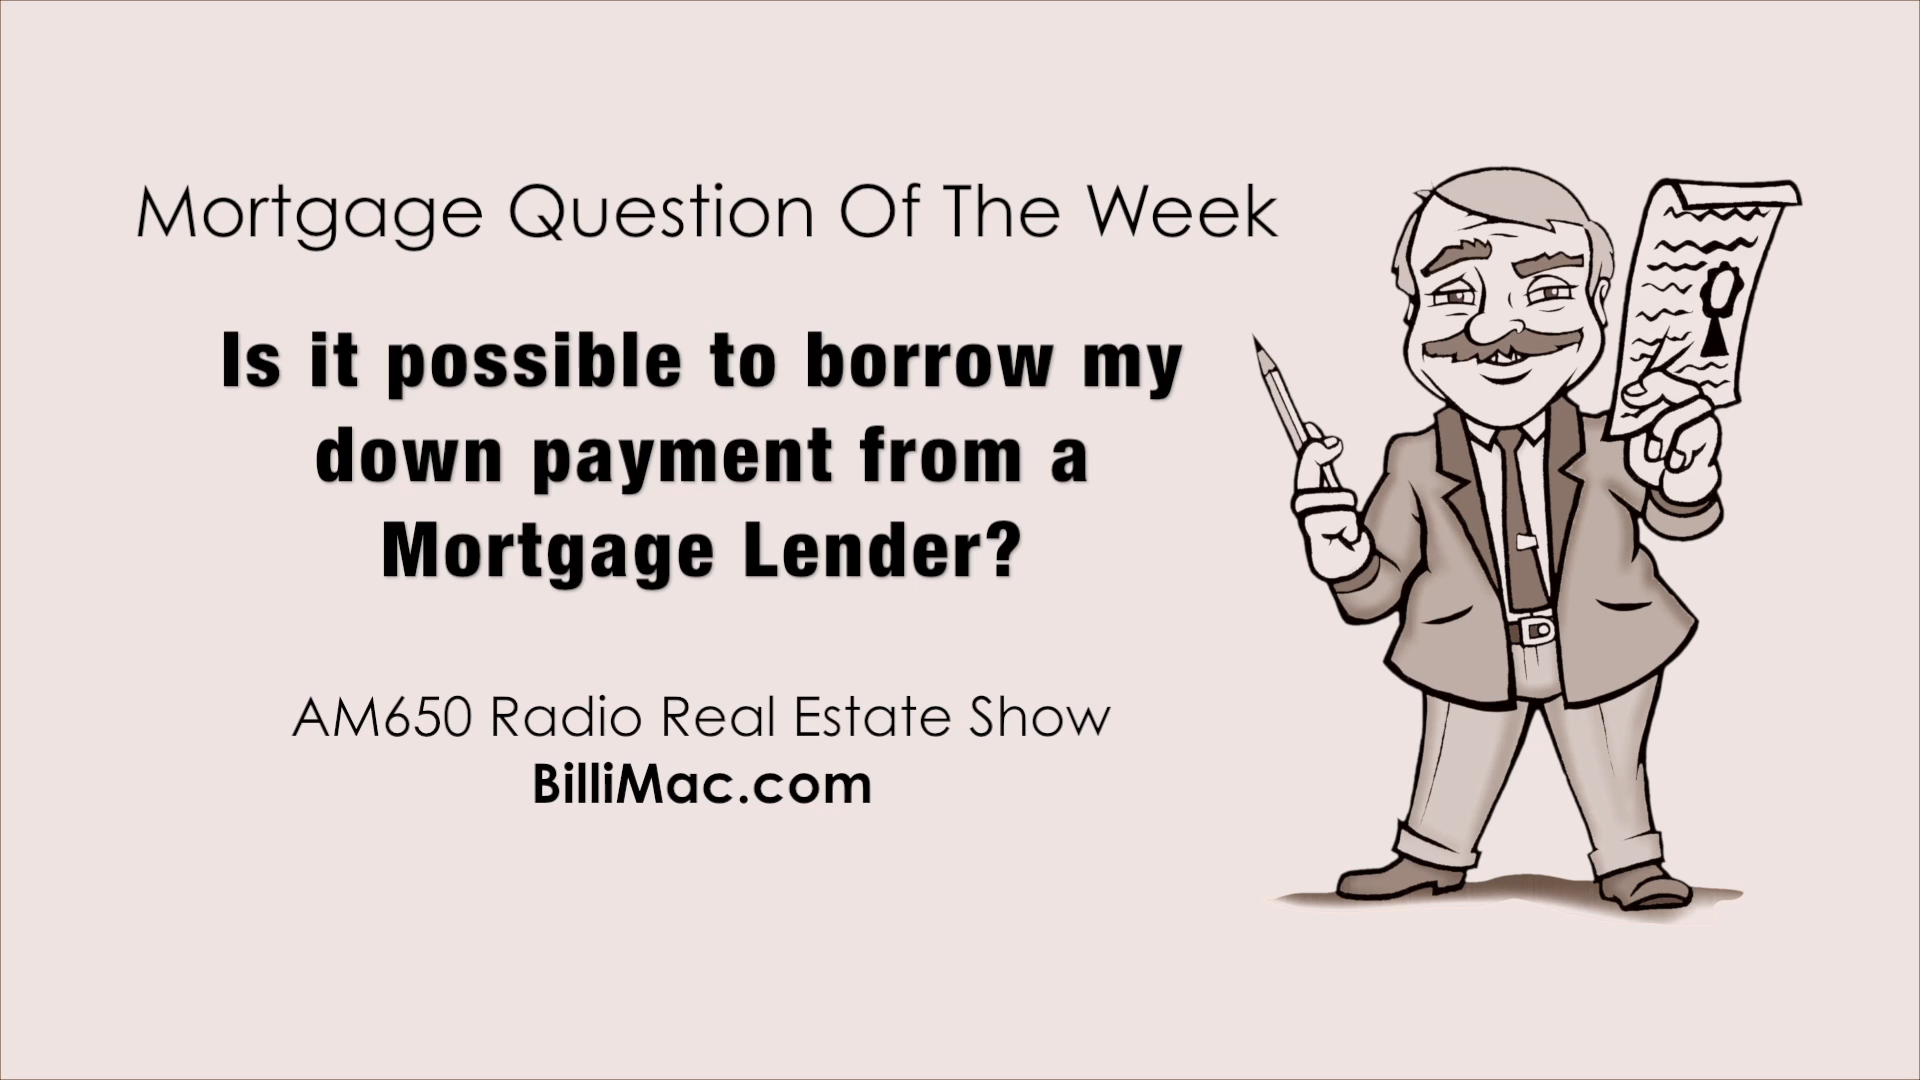 Mortgage Question Of The Week
Is it possible to borrow my
down payment from a
Mortgage Lender?
AM650 Radio Real Estate Show
BilliMac.com